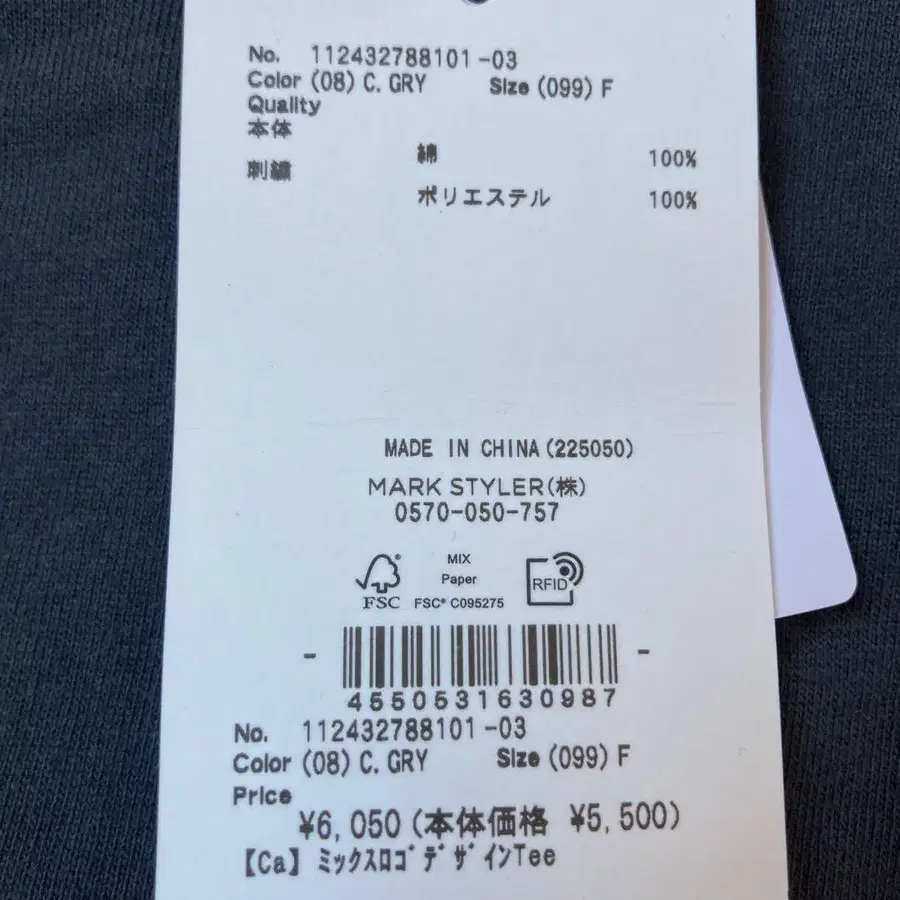 No. 112432788101-03
Color (08) C. GRY Size (099) F
Quality
本体
綿 100%
刺繍
ポリエステル 100%
MADE IN CHINA (225050)
MARK STYLER(株)
0570-050-757
MIX
Paper
FSC FSC® C095275
RFID
4550531630987
No. 112432788101-03
Color (08) C. GRY Size (099) F
Price
¥6,050 (本体価格 ¥5,500)
【Ca】ミックスロゴデザインTee